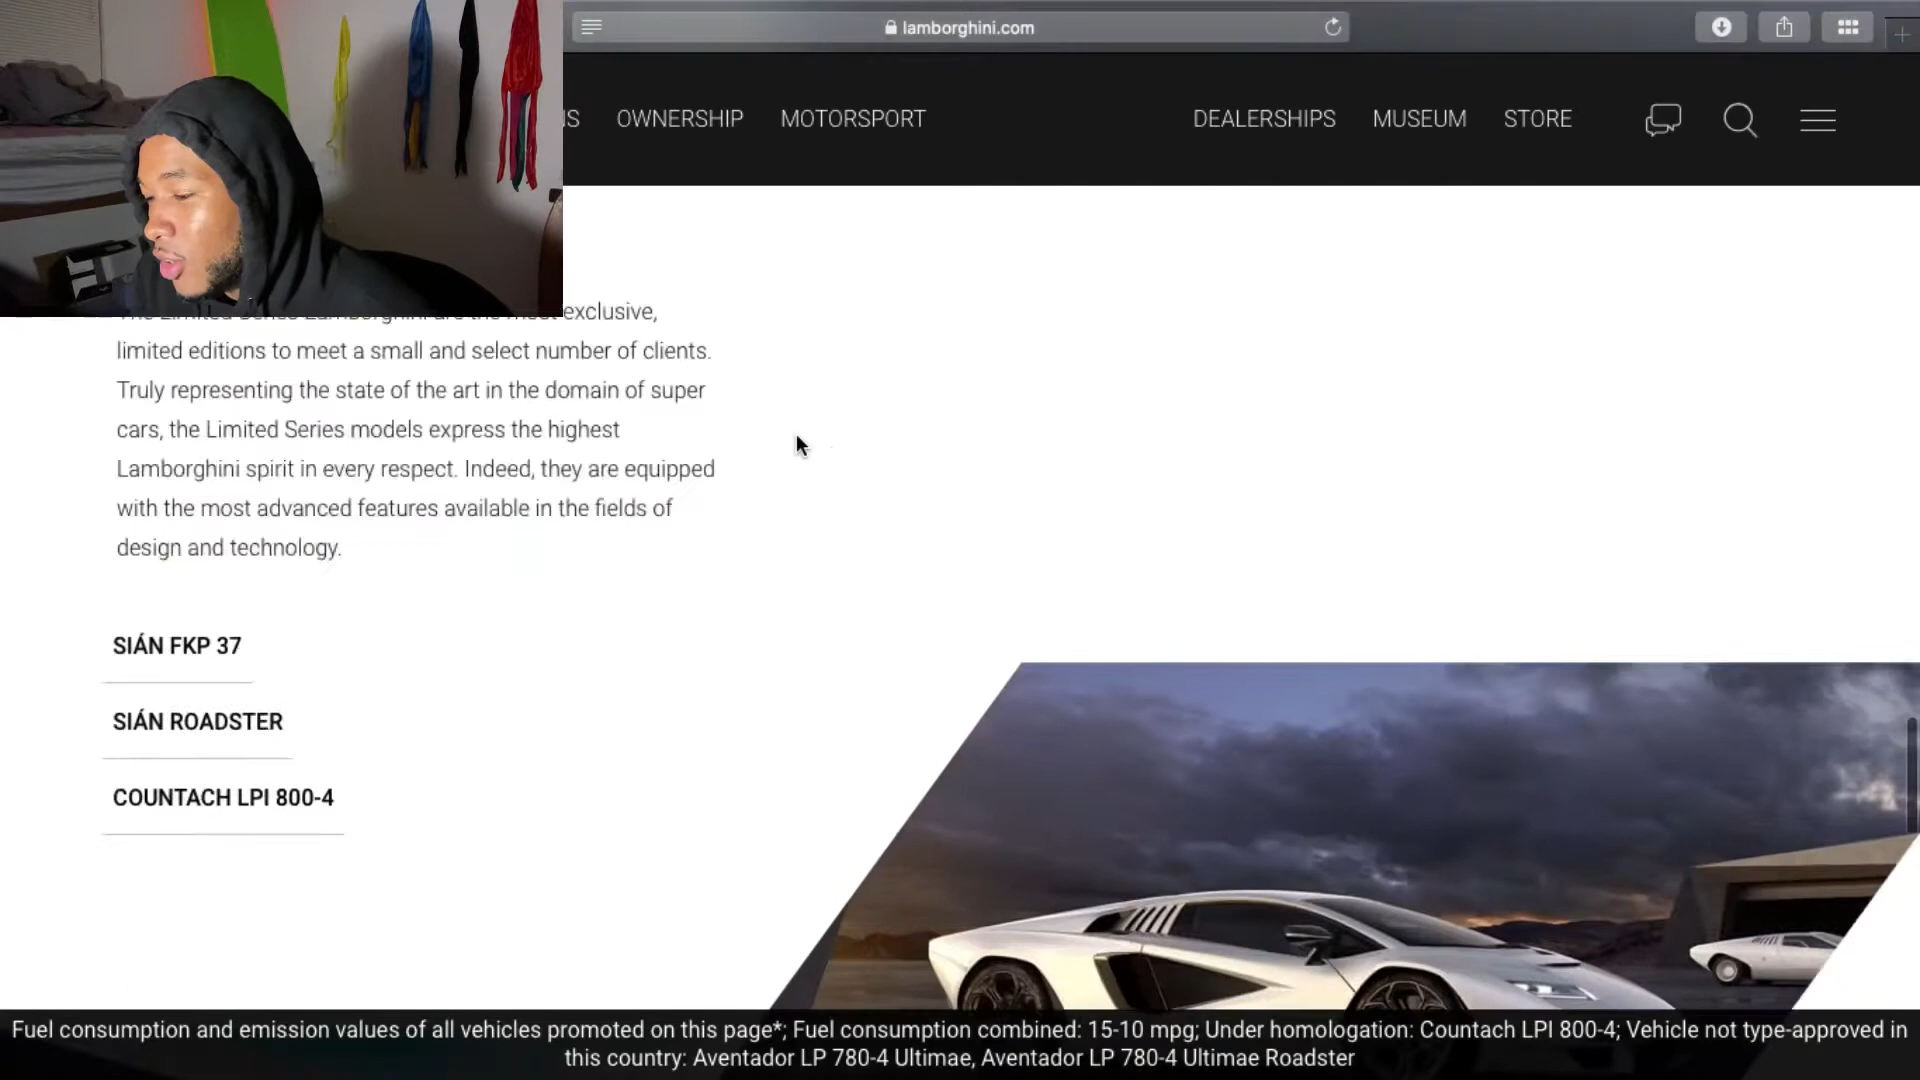 lamborghini.com
OWNERSHIP MOTORSPORT DEALERSHIPS MUSEUM STORE
The Limited Series Lamborghini are the most exclusive,
limited editions to meet a small and select number of clients.
Truly representing the state of the art in the domain of super
cars, the Limited Series models express the highest
Lamborghini spirit in every respect. Indeed, they are equipped
with the most advanced features available in the fields of
design and technology.
SIÁN FKP 37
SIÁN ROADSTER
COUNTACH LPI 800-4
Fuel consumption and emission values of all vehicles promoted on this page*; Fuel consumption combined: 15-10 mpg; Under homologation: Countach LPI 800-4; Vehicle not type-approved in
this country: Aventador LP 780-4 Ultimae, Aventador LP 780-4 Ultimae Roadster